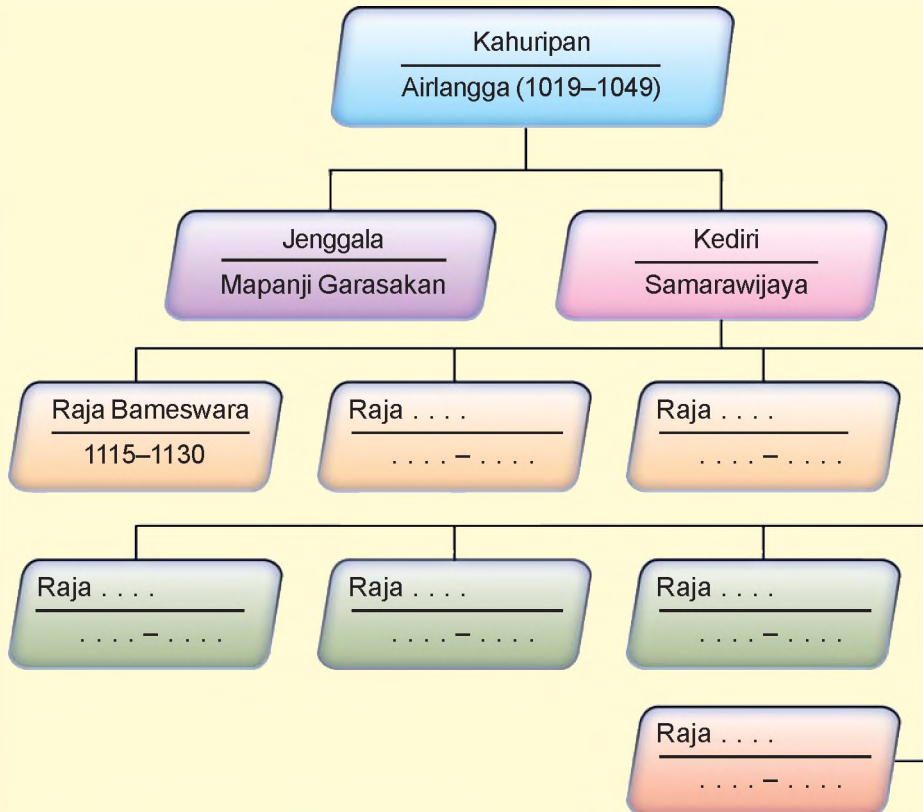 Kahuripan
Airlangga (1019–1049)
Jenggala
Mapanji Garasakan
Kediri
Samarawijaya
Raja Bameswara
1115–1130
Raja . . . .
. . . . – . . . .
Raja . . . .
. . . . – . . . .
Raja . . . .
. . . . – . . . .
Raja . . . .
. . . . – . . . .
Raja . . . .
. . . . – . . . .
Raja . . . .
. . . . – . . . .